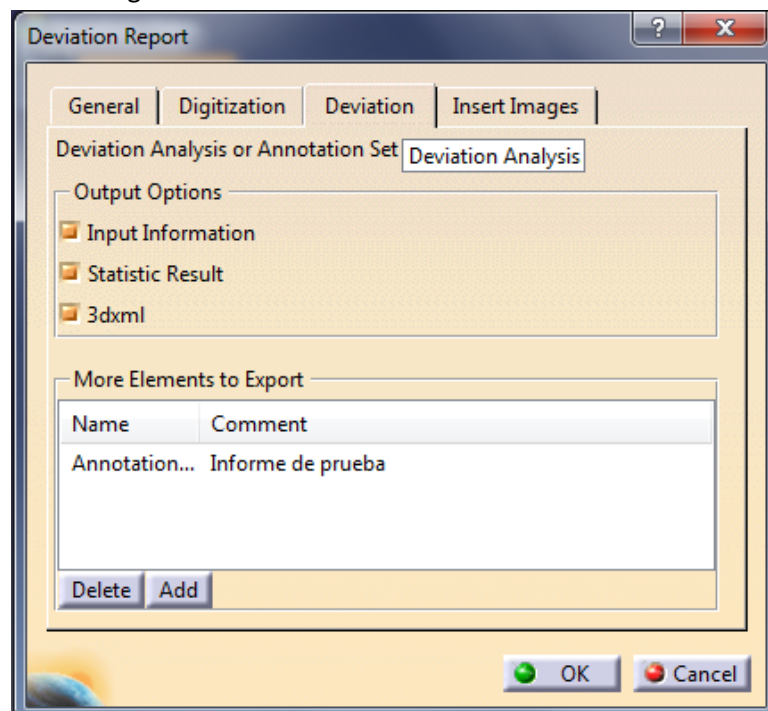 Deviation Report
General Digitization Deviation Insert Images
Deviation Analysis or Annotation Set Deviation Analysis
Output Options
Input Information
Statistic Result
3dxml
More Elements to Export
Name Comment
Annotation... Informe de prueba
Delete Add
OK Cancel